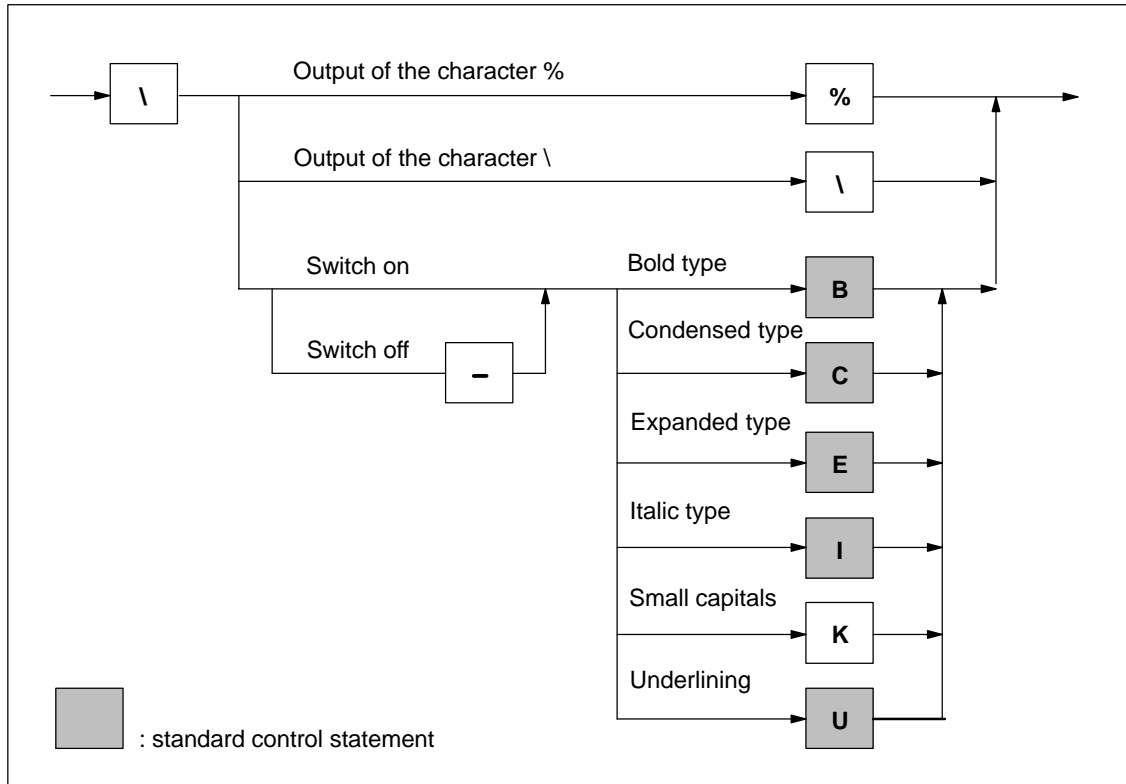 Output of the character %
\ %
Output of the character \
\
Switch on Bold type
B
Condensed type
Switch off
– C
Expanded type
E
Italic type
I
Small capitals
K
Underlining
U
: standard control statement